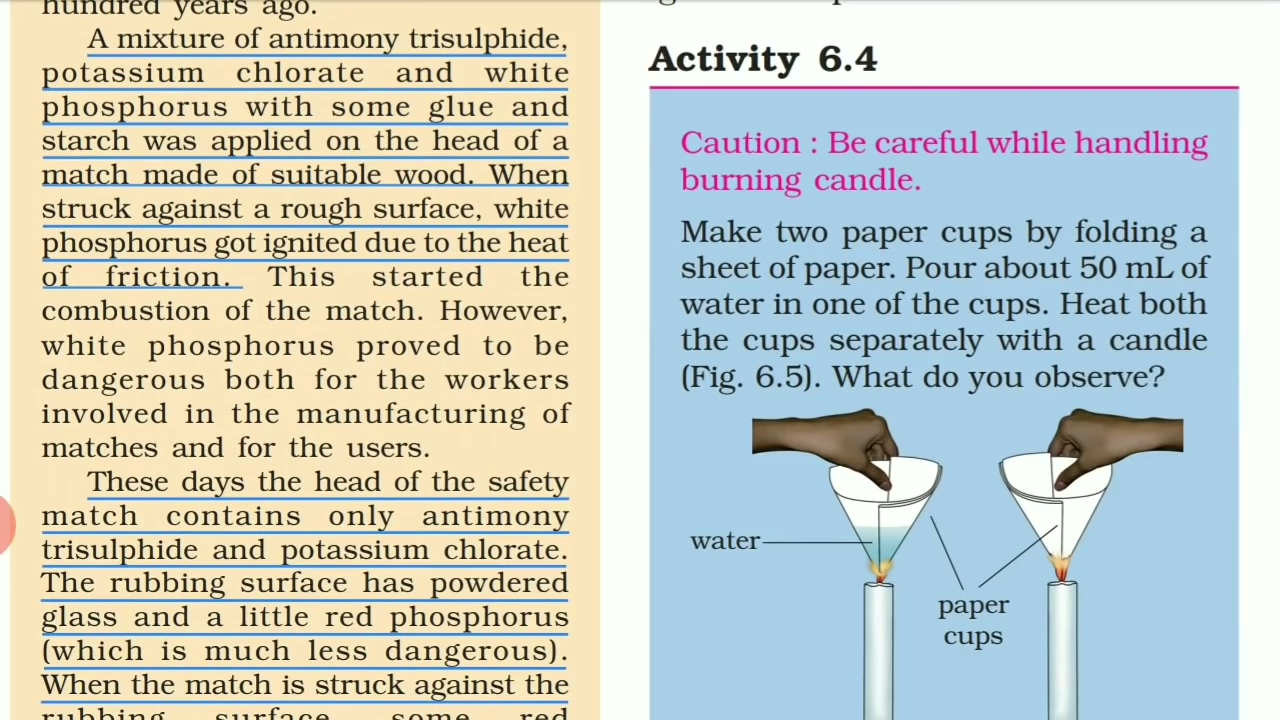 hundred years ago.
A mixture of antimony trisulphide,
potassium chlorate and white
phosphorus with some glue and
starch was applied on the head of a
match made of suitable wood. When
struck against a rough surface, white
phosphorus got ignited due to the heat
of friction. This started the
combustion of the match. However,
white phosphorus proved to be
dangerous both for the workers
involved in the manufacturing of
matches and for the users.
These days the head of the safety
match contains only antimony
trisulphide and potassium chlorate.
The rubbing surface has powdered
glass and a little red phosphorus
(which is much less dangerous).
When the match is struck against the
rubbing surface, some red
Activity 6.4
Caution : Be careful while handling
burning candle.
Make two paper cups by folding a
sheet of paper. Pour about 50 mL of
water in one of the cups. Heat both
the cups separately with a candle
(Fig. 6.5). What do you observe?
water
paper
cups